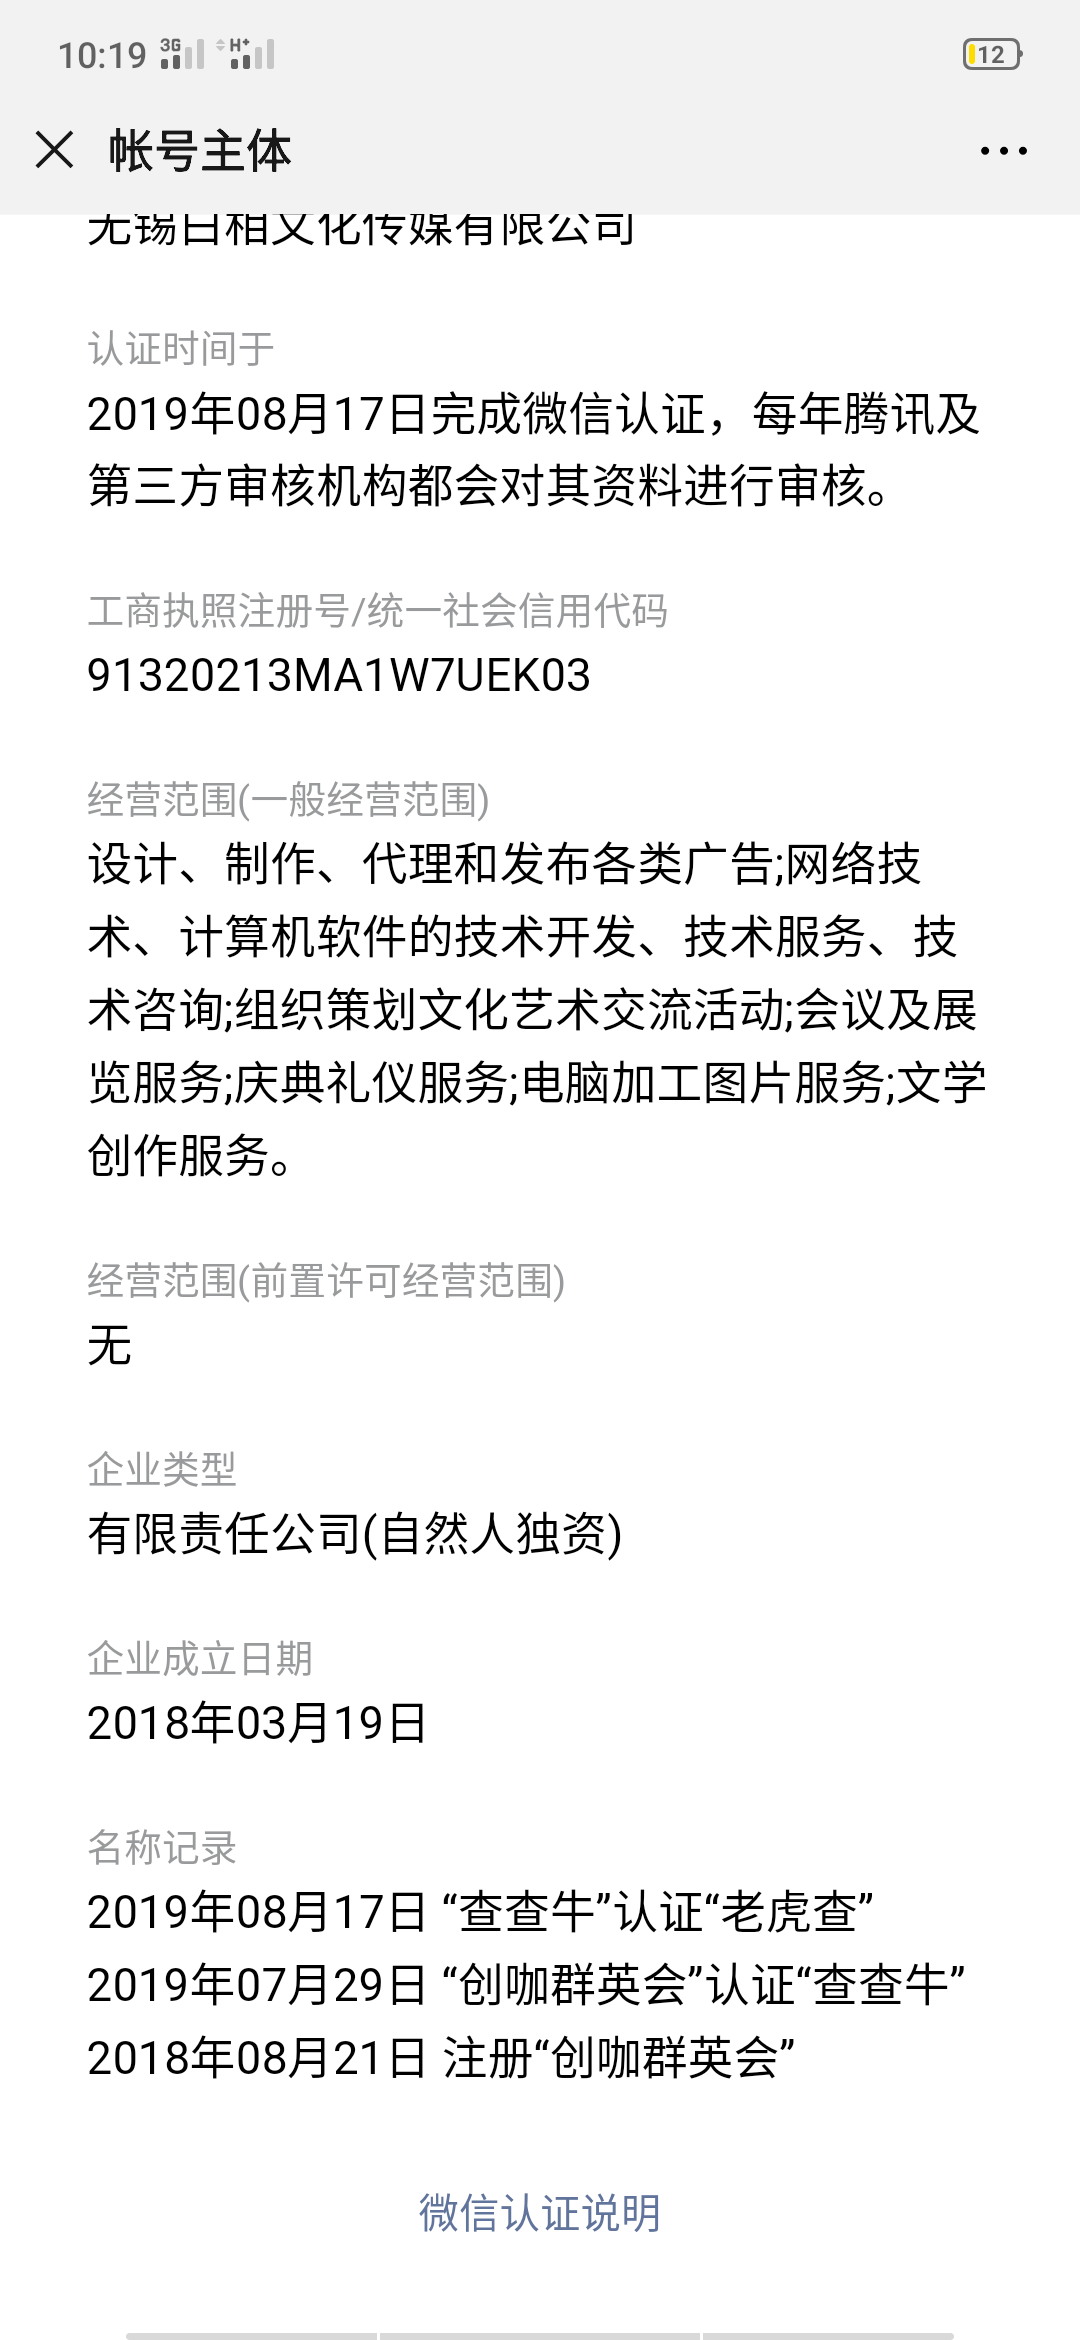 10:19 3G H+ 12
帐号主体
无锡白相文化传媒有限公司
认证时间于
2019年08月17日完成微信认证，每年腾讯及
第三方审核机构都会对其资料进行审核。
工商执照注册号/统一社会信用代码
91320213MA1W7UEK03
经营范围(一般经营范围)
设计、制作、代理和发布各类广告;网络技
术、计算机软件的技术开发、技术服务、技
术咨询;组织策划文化艺术交流活动;会议及展
览服务;庆典礼仪服务;电脑加工图片服务;文学
创作服务。
经营范围(前置许可经营范围)
无
企业类型
有限责任公司(自然人独资)
企业成立日期
2018年03月19日
名称记录
2019年08月17日 “查查牛”认证“老虎查”
2019年07月29日 “创咖群英会”认证“查查牛”
2018年08月21日 注册“创咖群英会”
微信认证说明